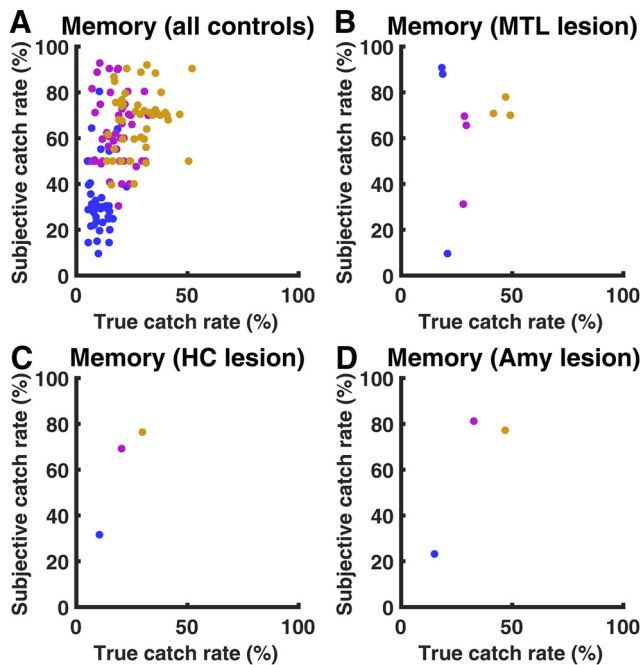 A Memory (all controls)
Subjective catch rate (%)
100
80
60
40
20
0
0 50 100
True catch rate (%)
B Memory (MTL lesion)
Subjective catch rate (%)
100
80
60
40
20
0
0 50 100
True catch rate (%)
C Memory (HC lesion)
Subjective catch rate (%)
100
80
60
40
20
0
0 50 100
True catch rate (%)
D Memory (Amy lesion)
Subjective catch rate (%)
100
80
60
40
20
0
0 50 100
True catch rate (%)